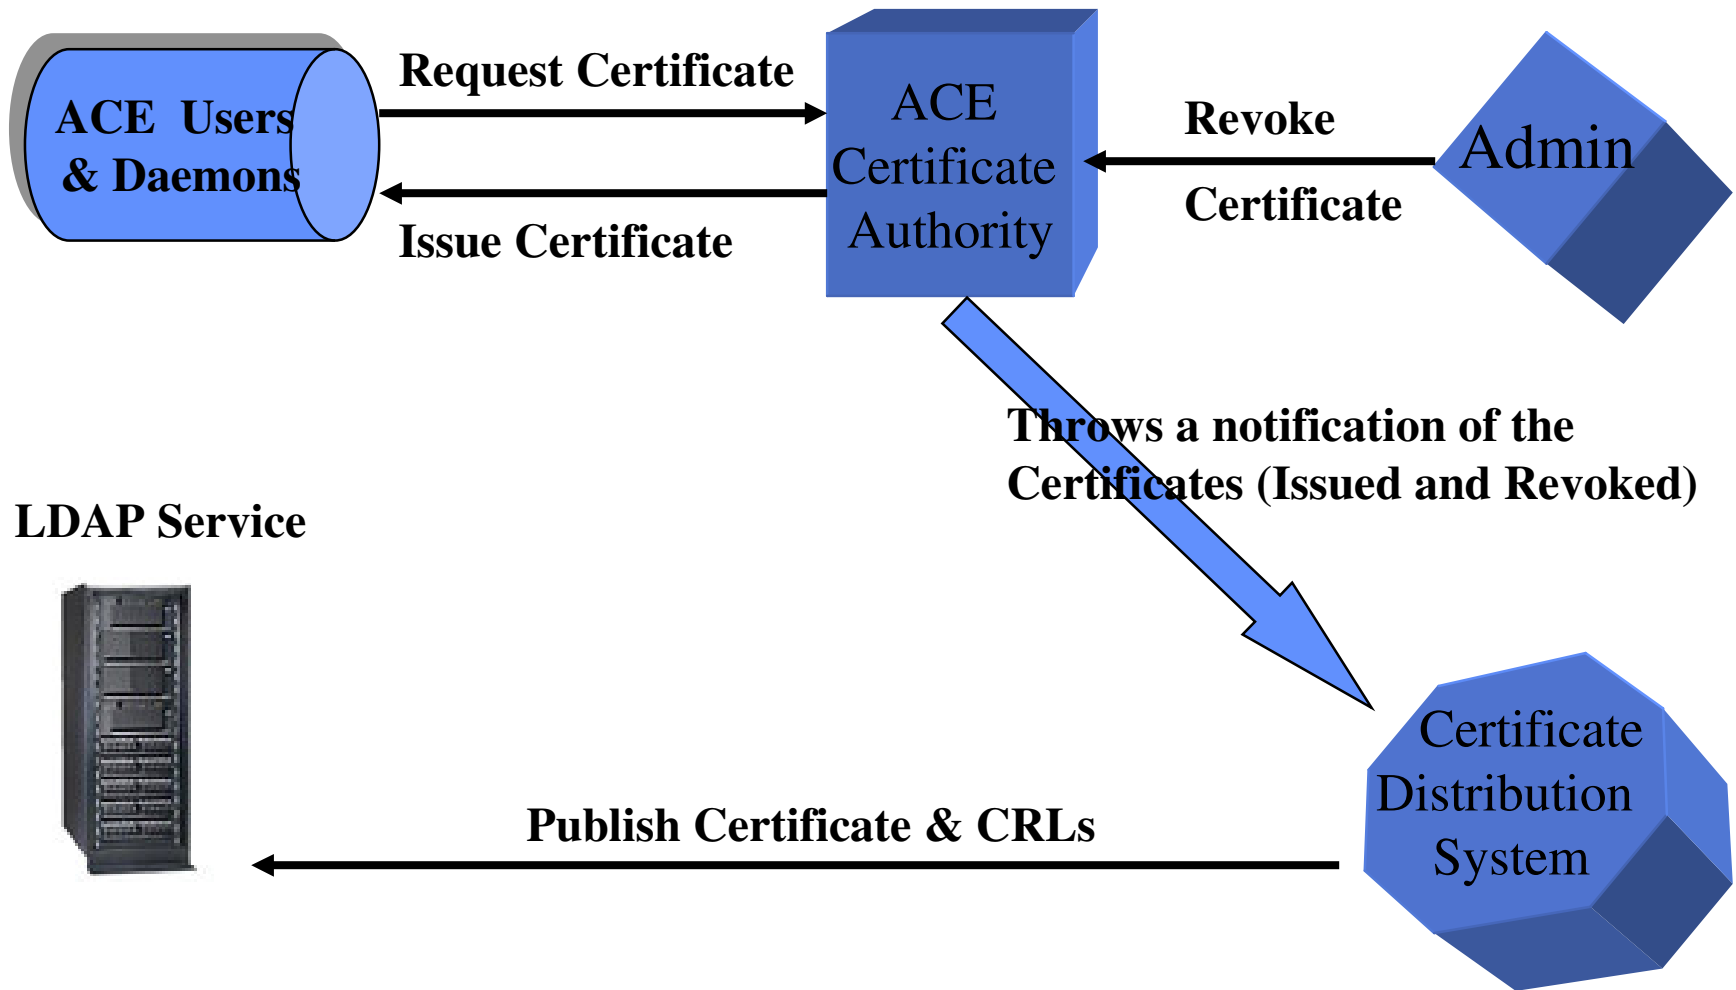 ACE Users
& Daemons
Request Certificate
Issue Certificate
ACE
Certificate
Authority
Revoke
Certificate
Admin
Throws a notification of the
Certificates (Issued and Revoked)
LDAP Service
Publish Certificate & CRLs
Certificate
Distribution
System